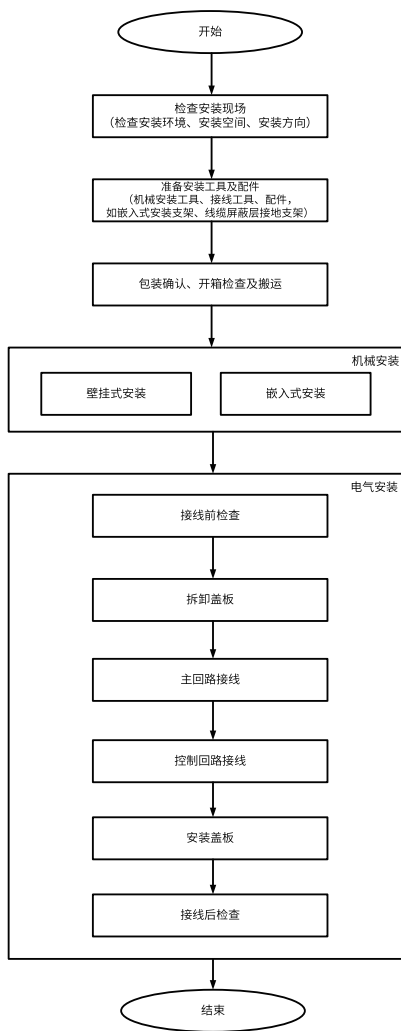 开始
检查安装现场
（检查安装环境、安装空间、安装方向）
准备安装工具及配件
（机械安装工具、接线工具、配件，
如嵌入式安装支架、线缆屏蔽层接地支架）
包装确认、开箱检查及搬运
机械安装
壁挂式安装
嵌入式安装
电气安装
接线前检查
拆卸盖板
主回路接线
控制回路接线
安装盖板
接线后检查
结束